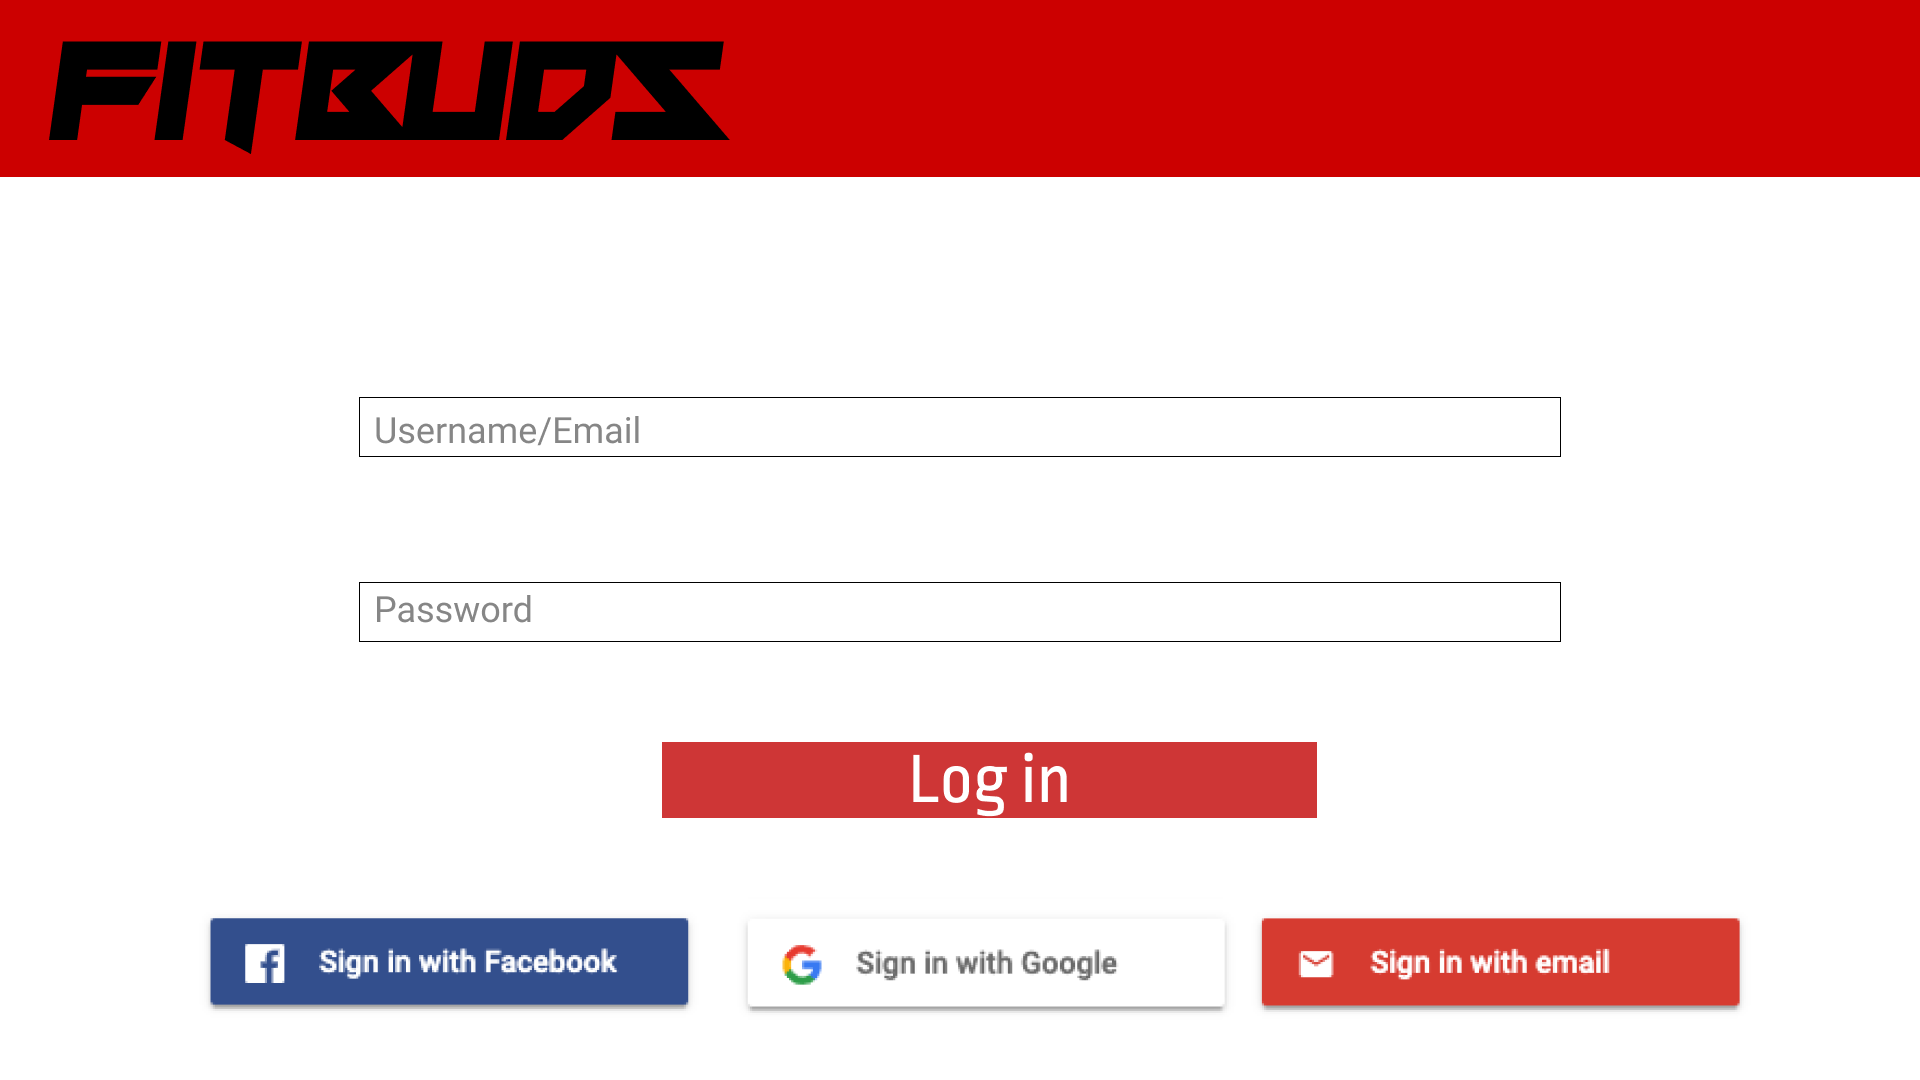 FITBUDS
Username/Email
Password
Log in
Sign in with Facebook
Sign in with Google
Sign in with email